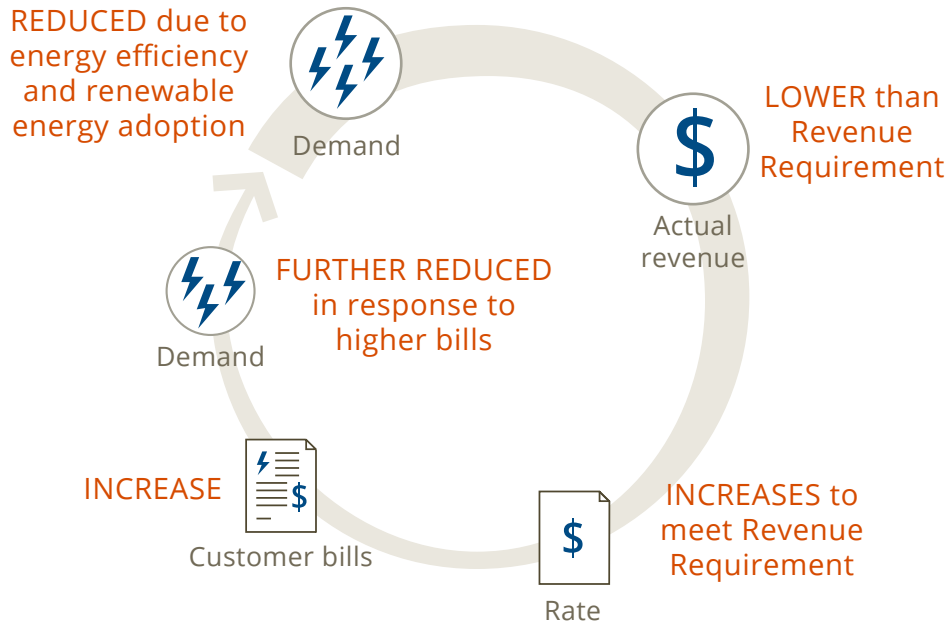 REDUCED due to
energy efficiency
and renewable
energy adoption
Demand
$
LOWER than
Revenue
Requirement
Actual
revenue
$
INCREASES to
meet Revenue
Requirement
Rate
INCREASE
$
Customer bills
FURTHER REDUCED
in response to
higher bills
Demand